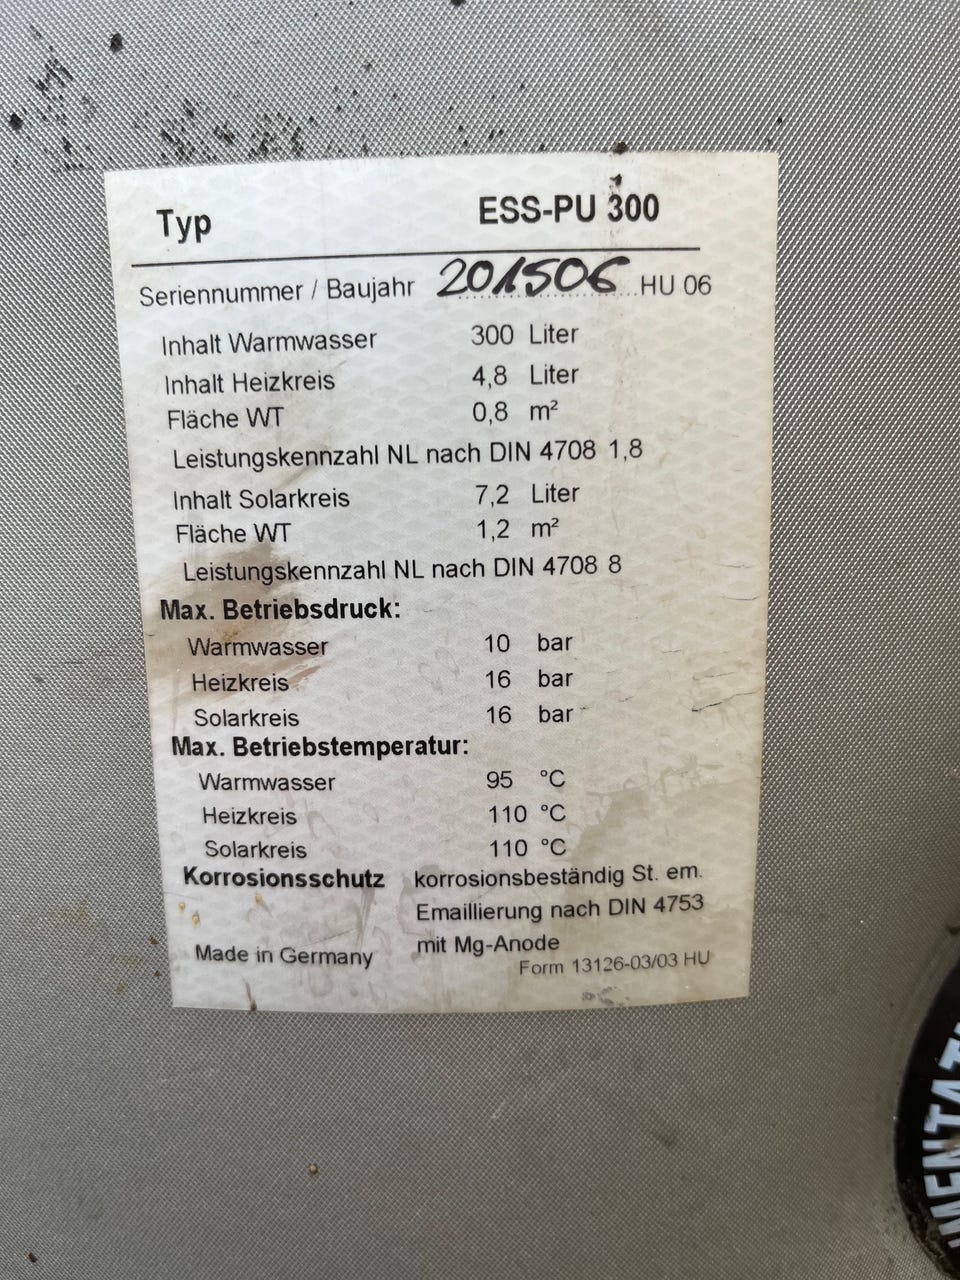 Typ ESS-PU 300
Seriennummer / Baujahr 201506 HU 06
Inhalt Warmwasser 300 Liter
Inhalt Heizkreis 4,8 Liter
Fläche WT 0,8 m²
Leistungskennzahl NL nach DIN 4708 1,8
Inhalt Solarkreis 7,2 Liter
Fläche WT 1,2 m²
Leistungskennzahl NL nach DIN 4708 8
Max. Betriebsdruck:
Warmwasser 10 bar
Heizkreis 16 bar
Solarkreis 16 bar
Max. Betriebstemperatur:
Warmwasser 95 °C
Heizkreis 110 °C
Solarkreis 110 °C
Korrosionsschutz korrosionsbeständig St. em.
Emaillierung nach DIN 4753
mit Mg-Anode
Made in Germany
Form 13126-03/03 HU